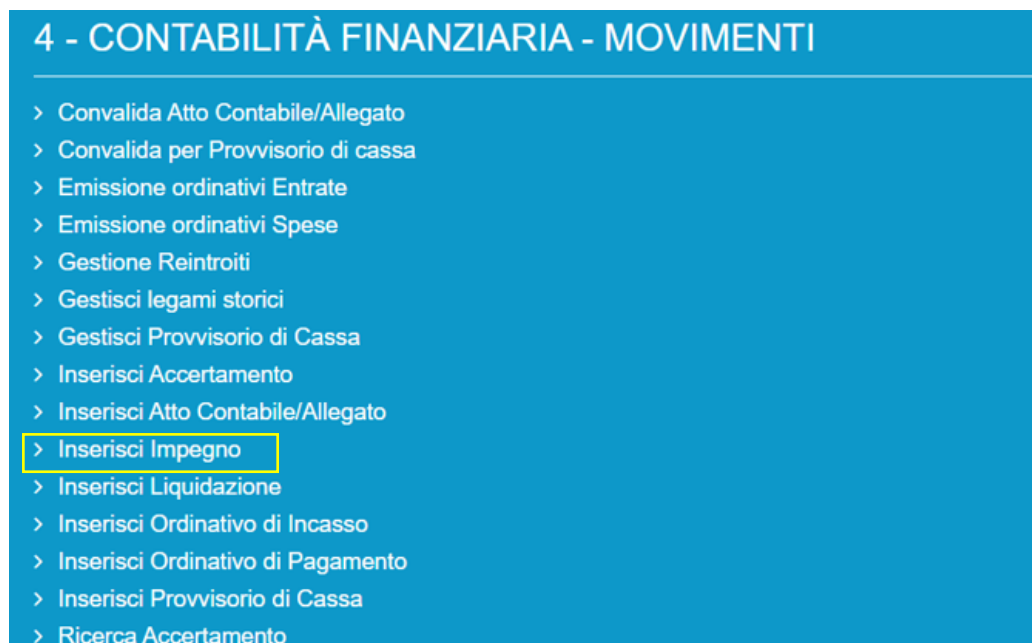 4 - CONTABILITÀ FINANZIARIA - MOVIMENTI
> Convalida Atto Contabile/Allegato
> Convalida per Provvisorio di cassa
> Emissione ordinativi Entrate
> Emissione ordinativi Spese
> Gestione Reintroiti
> Gestisci legami storici
> Gestisci Provvisorio di Cassa
> Inserisci Accertamento
> Inserisci Atto Contabile/Allegato
> Inserisci Impegno
> Inserisci Liquidazione
> Inserisci Ordinativo di Incasso
> Inserisci Ordinativo di Pagamento
> Inserisci Provvisorio di Cassa
> Ricerca Accertamento